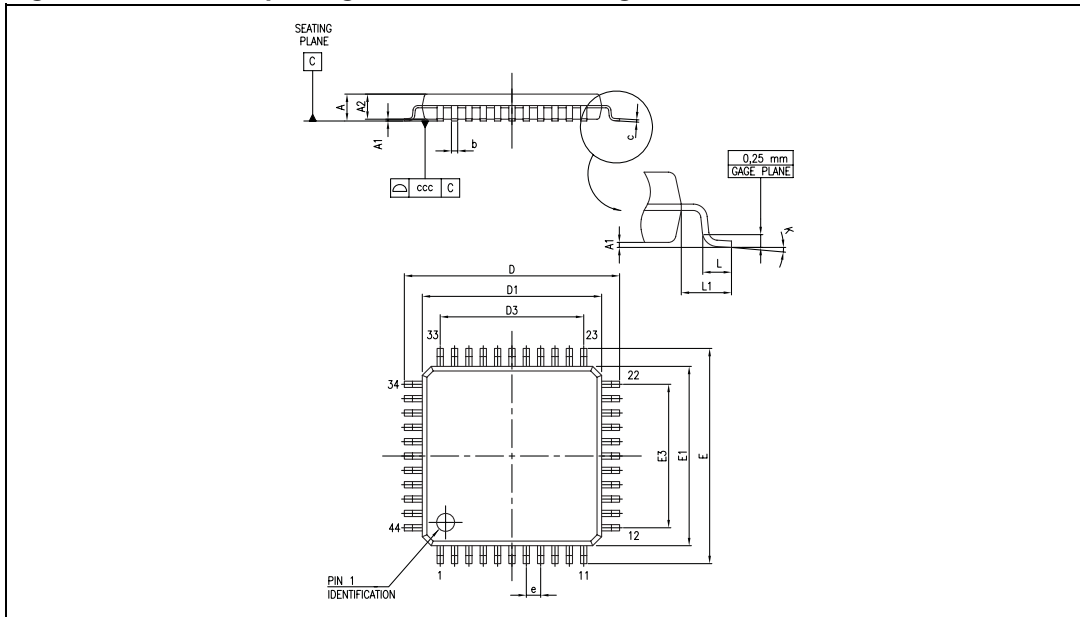 SEATING
PLANE
C
A
A2
A1
b
c
ccc C
0,25 mm
GAGE PLANE
A1
K
L
L1
D
D1
D3
33
23
34
22
E3
E1
E
44
12
PIN 1
IDENTIFICATION
1
e
11